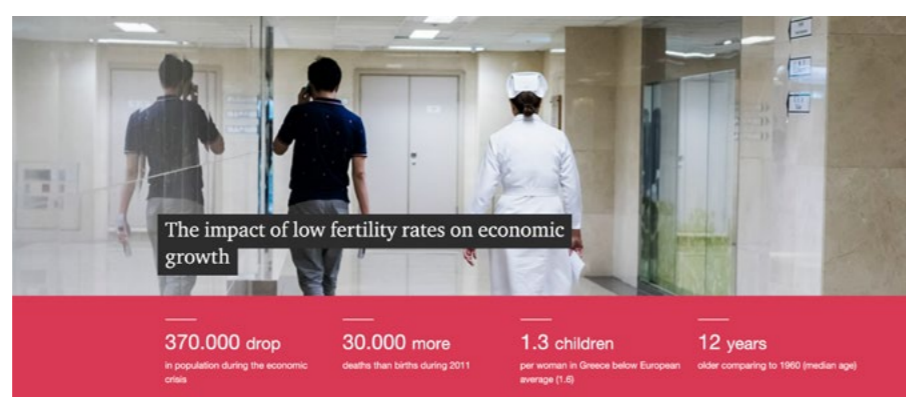 The impact of low fertility rates on economic
growth
370.000 drop
in population during the economic
crisis
30.000 more
deaths than births during 2011
1.3 children
per woman in Greece below European
average (1.6)
12 years
older comparing to 1960 (median age)